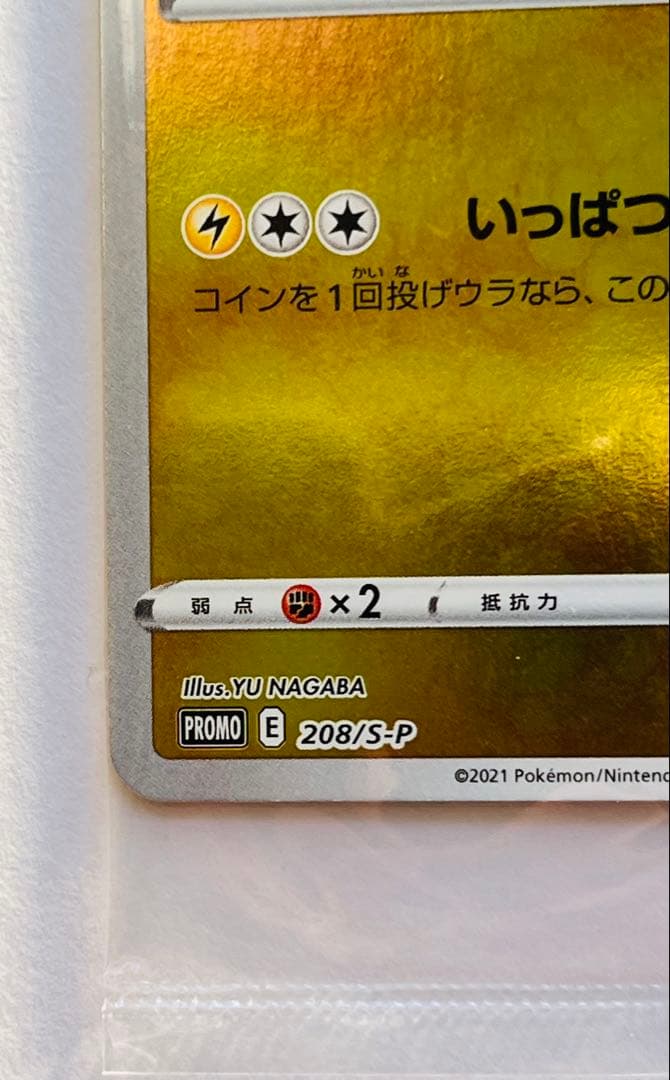 いっぱつ
コインを1回投げウラなら、この
かい な
弱点 ×2 抵抗力
Illus.YU NAGABA
PROMO E 208/S-P
©2021 Pokémon/Nintend